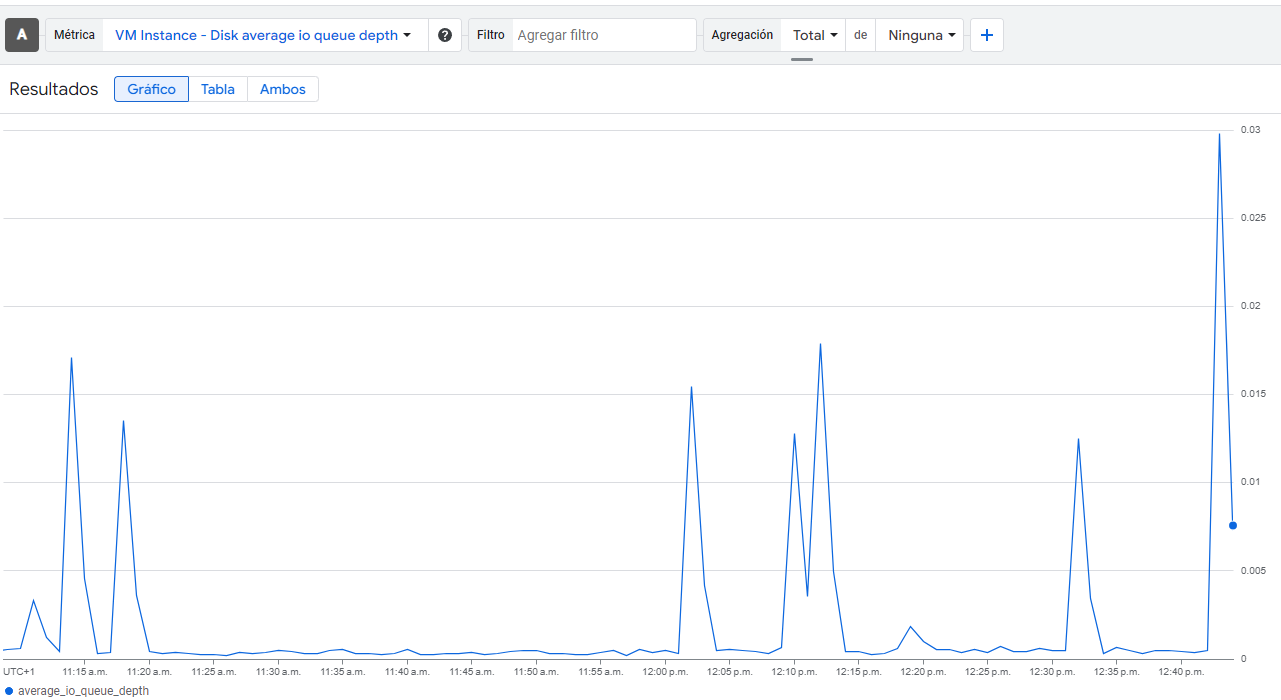 A Métrica VM Instance - Disk average io queue depth ? Filtro Agregar filtro Agregación Total de Ninguna +
Resultados Gráfico Tabla Ambos
0.03
0.025
0.02
0.015
0.01
0.005
0
UTC+1 11:15 a.m. 11:20 a.m. 11:25 a.m. 11:30 a.m. 11:35 a.m. 11:40 a.m. 11:45 a.m. 11:50 a.m. 11:55 a.m. 12:00 p.m. 12:05 p.m. 12:10 p.m. 12:15 p.m. 12:20 p.m. 12:25 p.m. 12:30 p.m. 12:35 p.m. 12:40 p.m.
average_io_queue_depth